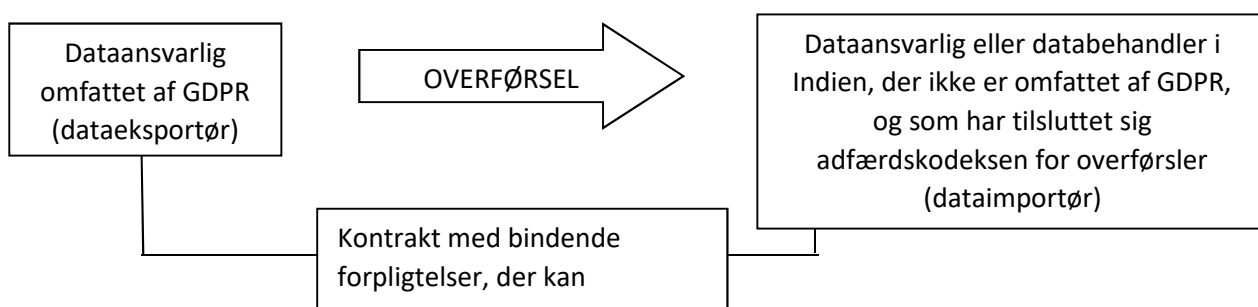 Dataansvarlig
omfattet af GDPR
(dataeksportør)
OVERFØRSEL
Dataansvarlig eller databehandler i
Indien, der ikke er omfattet af GDPR,
og som har tilsluttet sig
adfærdskodeksen for overførsler
(dataimportør)
Kontrakt med bindende
forpligtelser, der kan